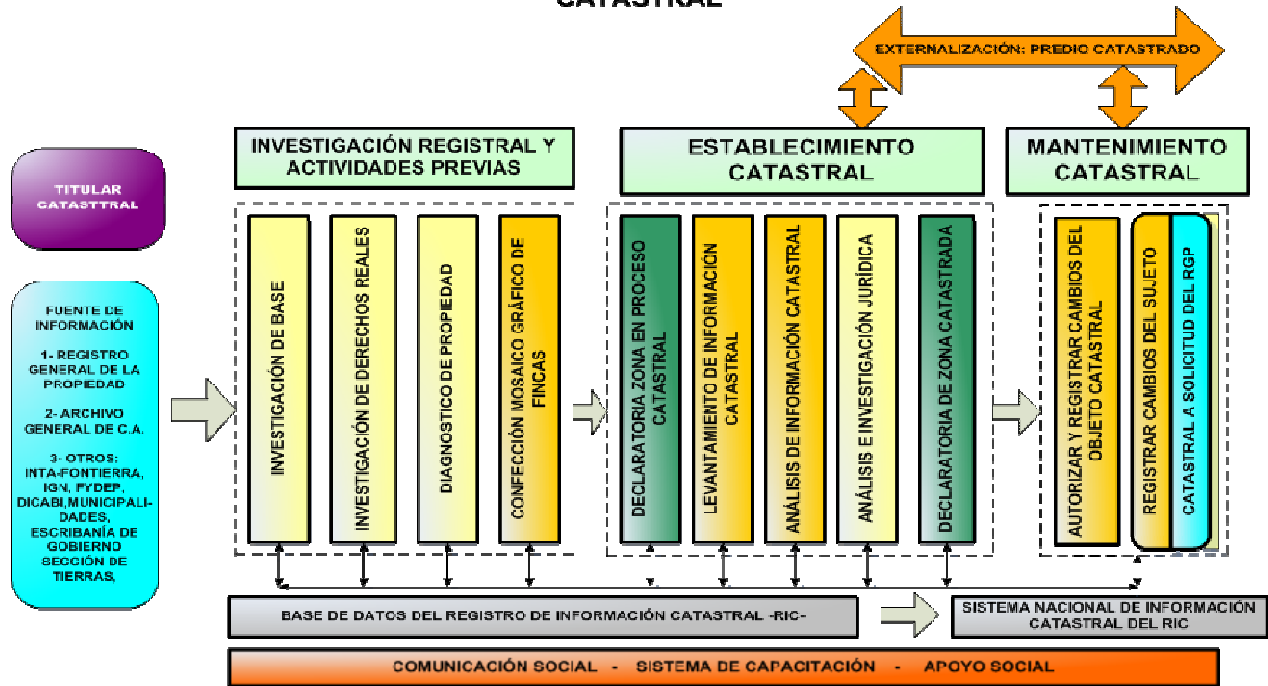 CATASTRAL
EXTERNALIZACIÓN: PREDIO CATASTRADO
INVESTIGACIÓN REGISTRAL Y
ACTIVIDADES PREVIAS
ESTABLECIMIENTO
CATASTRAL
MANTENIMIENTO
CATASTRAL
TITULAR
CATASTTRAL
FUENTE DE
INFORMACIÓN
1- REGISTRO
GENERAL DE LA
PROPIEDAD
2- ARCHIVO
GENERAL DE C.A.
3- OTROS:
INTA-FONTIERRA,
IGN, FYDEP,
DICABI,MUNICIPALI-
DADES,
ESCRIBANÍA DE
GOBIERNO
SECCIÓN DE
TIERRAS,
INVESTIGACIÓN DE BASE
INVESTIGACIÓN DE DERECHOS REALES
DIAGNOSTICO DE PROPIEDAD
CONFECCIÓN MOSAICO GRÁFICO DE
FINCAS
DECLARATORIA ZONA EN PROCESO
CATASTRAL
LEVANTAMIENTO DE INFORMACIÓN
CATASTRAL
ANÁLISIS DE INFORMACIÓN CATASTRAL
ANÁLISIS E INVESTIGACIÓN JURÍDICA
DECLARATORIA DE ZONA CATASTRADA
AUTORIZAR Y REGISTRAR CAMBIOS DEL
OBJETO CATASTRAL
REGISTRAR CAMBIOS DEL SUJETO
CATASTRAL A SOLICITUD DEL RGP
BASE DE DATOS DEL REGISTRO DE INFORMACIÓN CATASTRAL -RIC-
SISTEMA NACIONAL DE INFORMACIÓN
CATASTRAL DEL RIC
COMUNICACIÓN SOCIAL - SISTEMA DE CAPACITACIÓN - APOYO SOCIAL